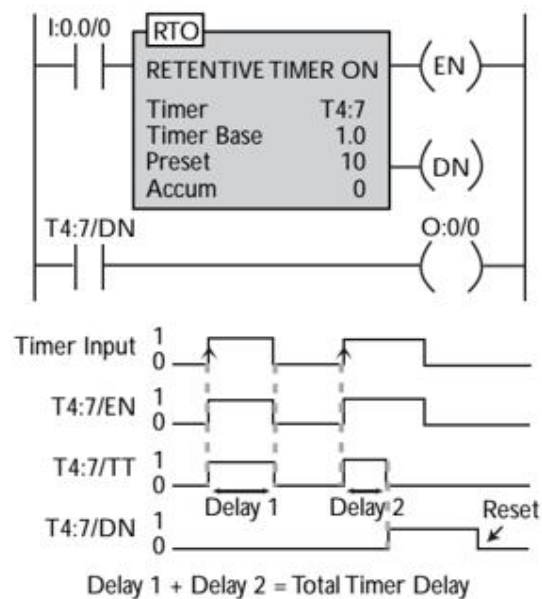 I:0.0/0
RTO
RETENTIVE TIMER ON
EN
Timer T4:7
Timer Base 1.0
Preset 10
DN
Accum 0
T4:7/DN
O:0/0
Timer Input 1
0
T4:7/EN 1
0
T4:7/TT 1
0
Delay 1 Delay 2
Reset
T4:7/DN 1
0
Delay 1 + Delay 2 = Total Timer Delay